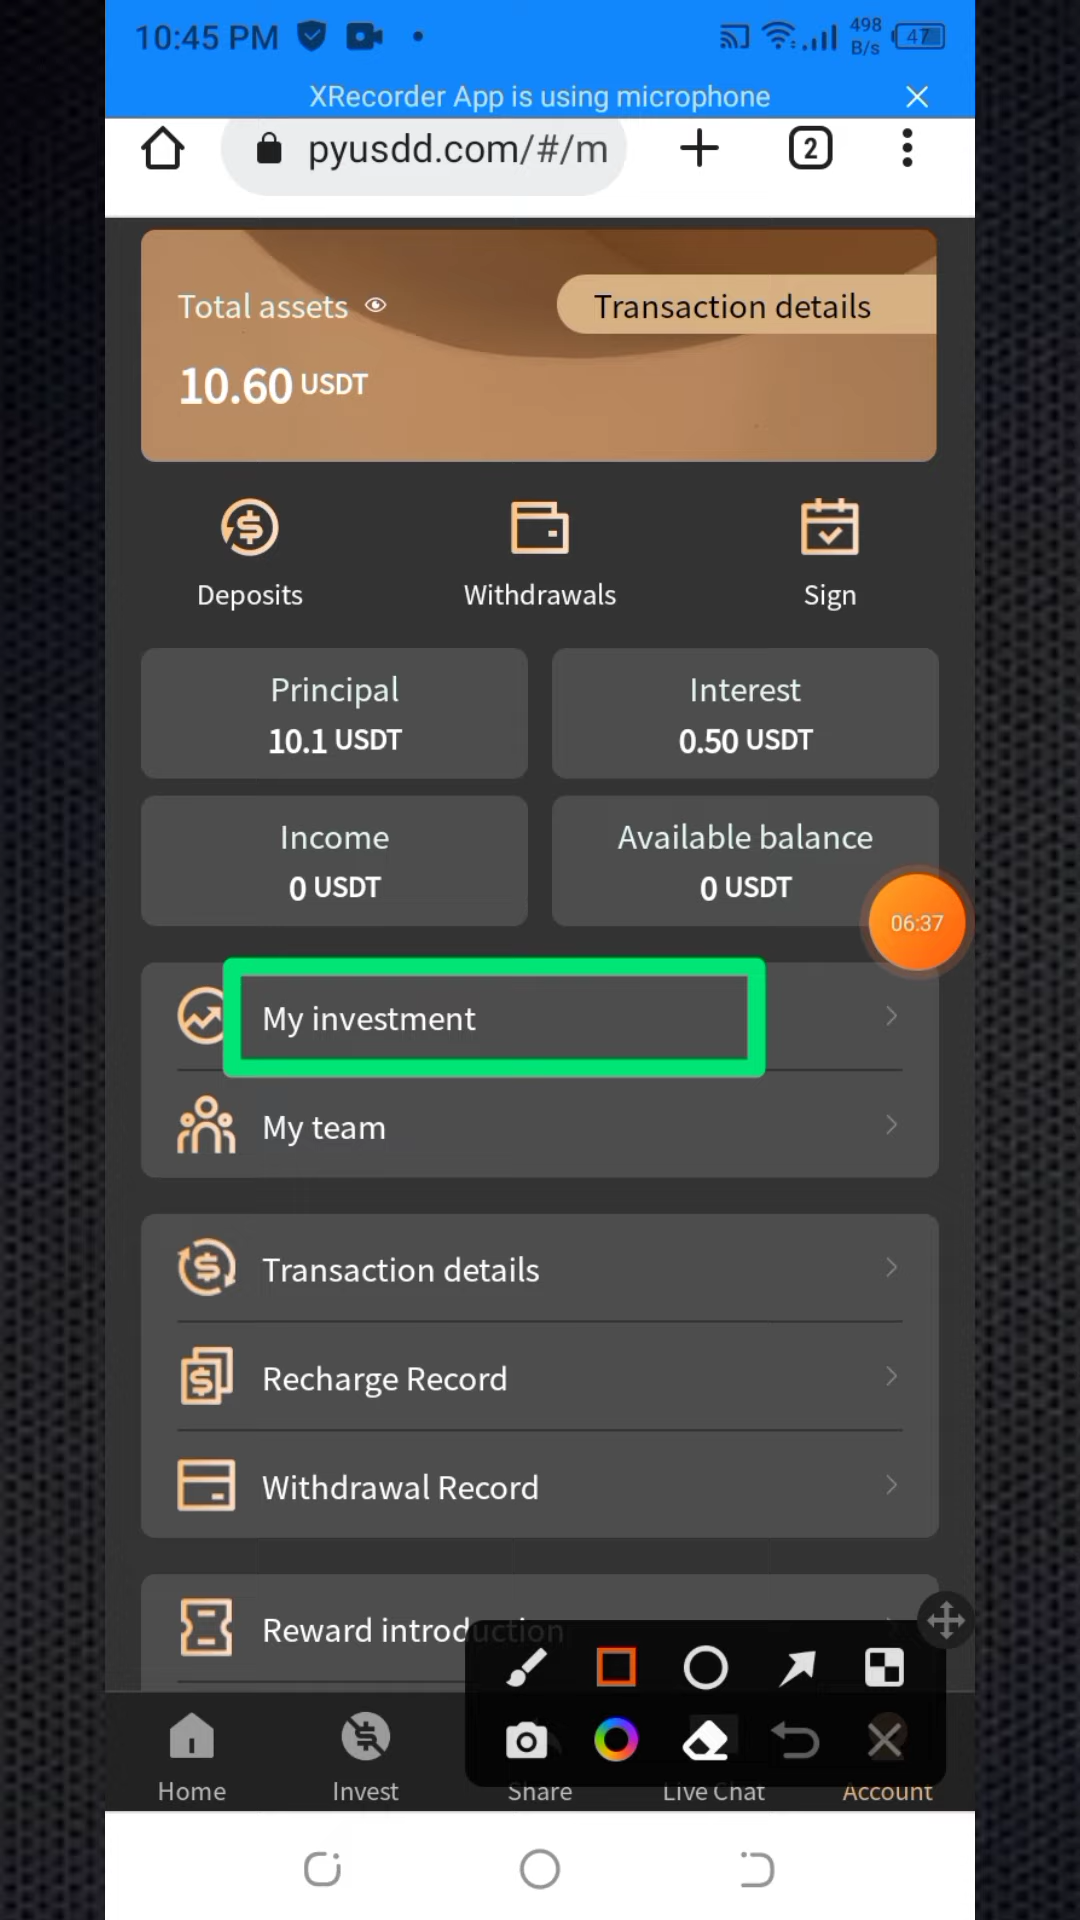 10:45 PM
498 B/s
47
XRecorder App is using microphone
pyusdd.com/#/m
2
Total assets
Transaction details
10.60 USDT
Deposits
Withdrawals
Sign
Principal
Interest
10.1 USDT
0.50 USDT
Income
Available balance
0 USDT
0 USDT
06:37
My investment
My team
Transaction details
Recharge Record
Withdrawal Record
Reward introduction
Home
Invest
Share
Live Chat
Account